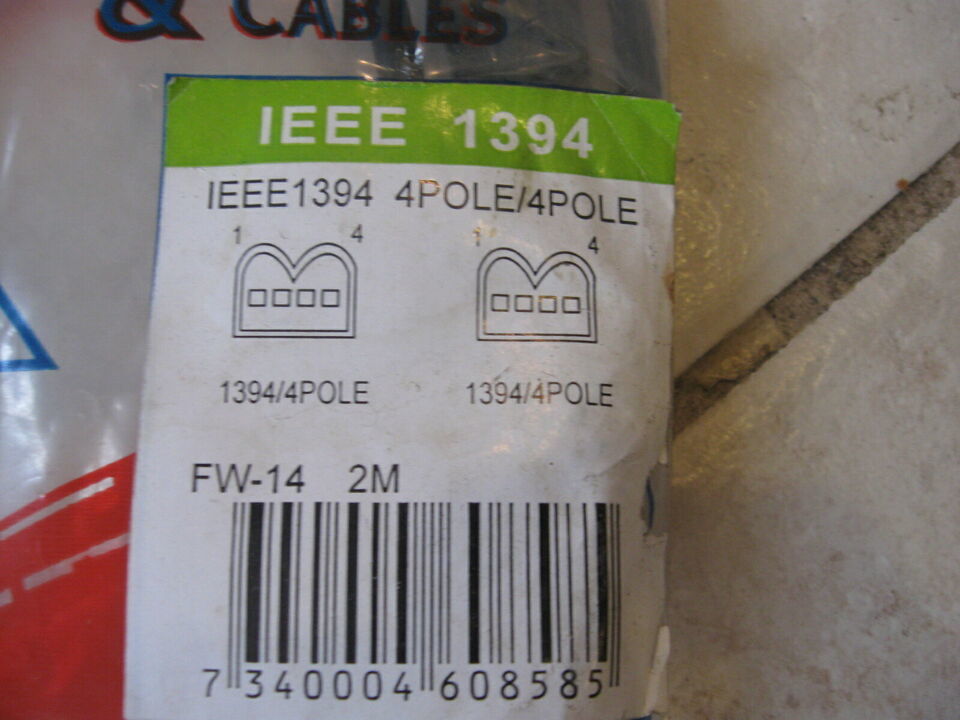 & CABLES
IEEE 1394
IEEE1394 4POLE/4POLE
1 4 1 4
1394/4POLE 1394/4POLE
FW-14 2M
7 340004 608585